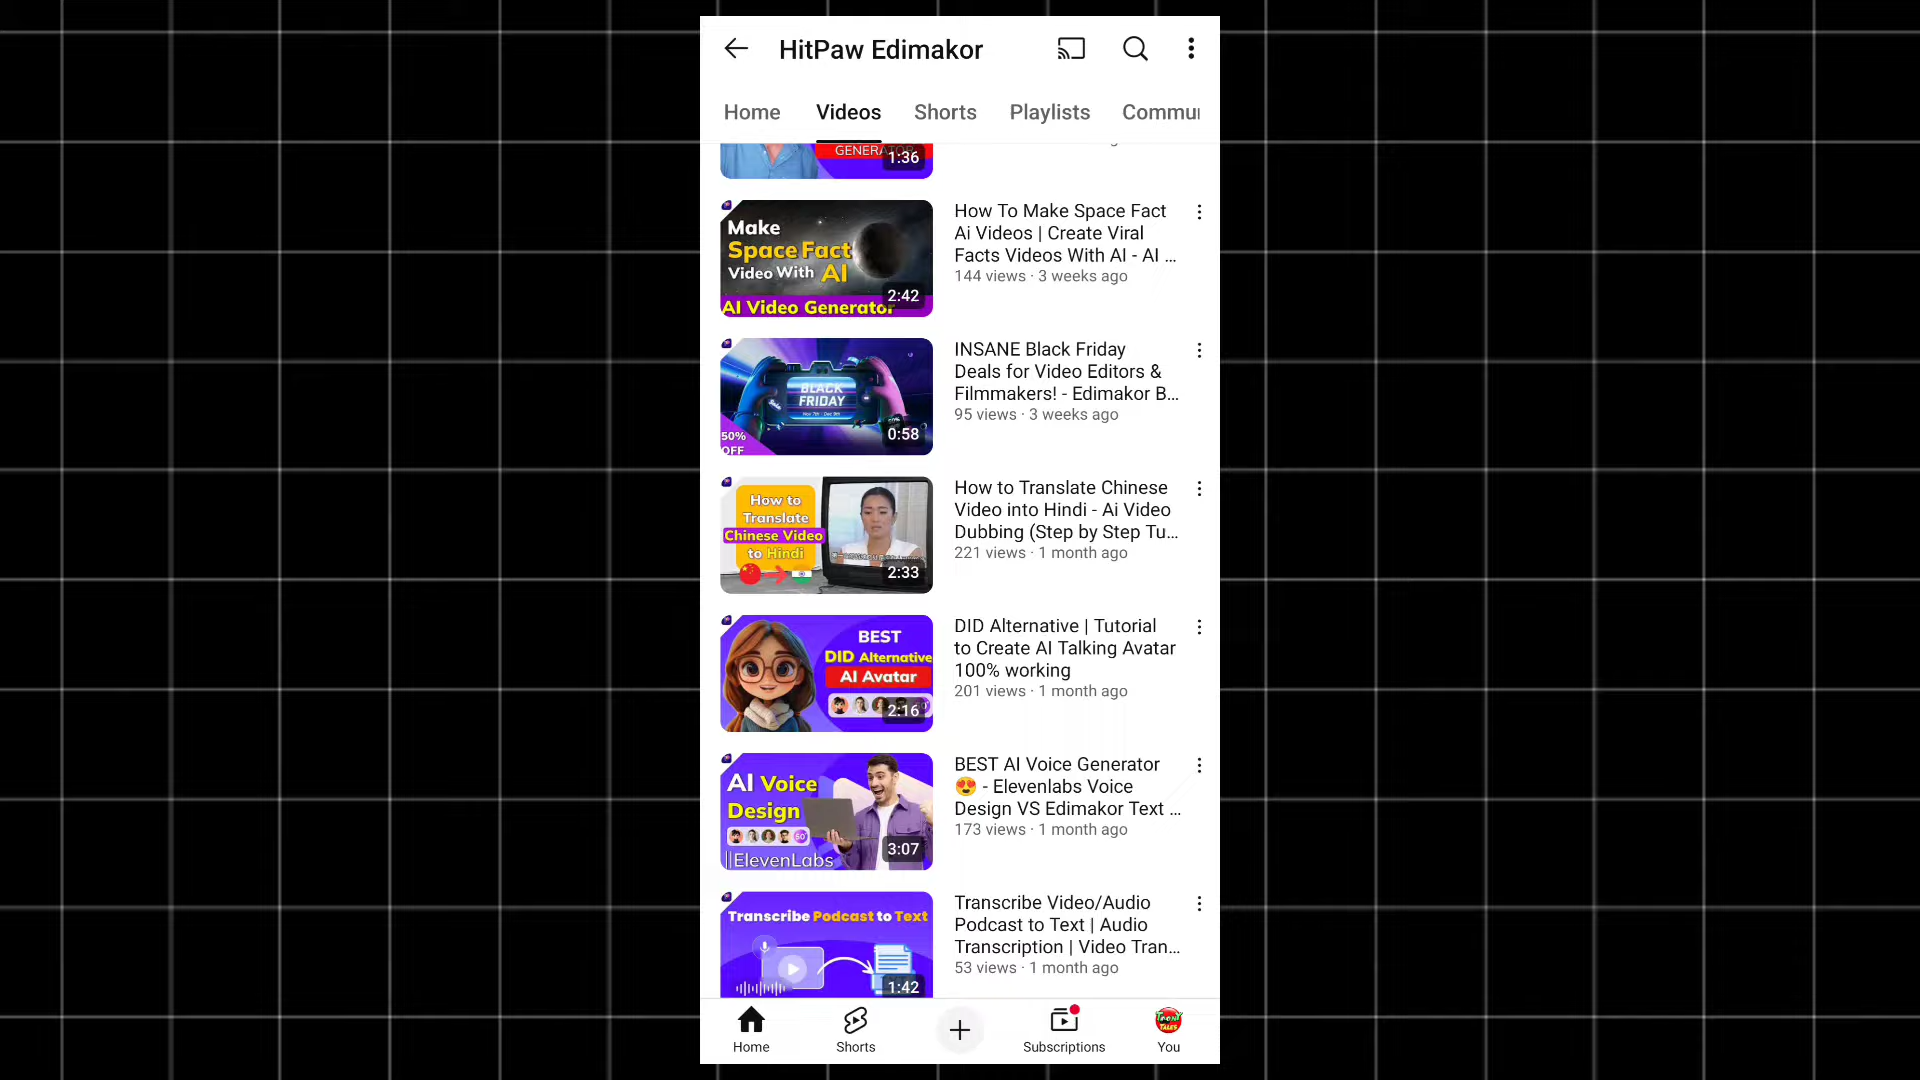 HitPaw Edimakor
Home Videos Shorts Playlists Commu
GENERATOR
1:36
Make
Space Fact
Video With AI
2:42
AI Video Generator
How To Make Space Fact
Ai Videos | Create Viral
Facts Videos With AI - AI ...
144 views · 3 weeks ago
BLACK
FRIDAY
Nov 7th - Dec 9th
50%
OFF
0:58
INSANE Black Friday
Deals for Video Editors &
Filmmakers! - Edimakor B...
95 views · 3 weeks ago
How to
Translate
Chinese Video
to Hindi
2:33
How to Translate Chinese
Video into Hindi - Ai Video
Dubbing (Step by Step Tu...
221 views · 1 month ago
BEST
DID Alternative
AI Avatar
2:16
DID Alternative | Tutorial
to Create AI Talking Avatar
100% working
201 views · 1 month ago
AI Voice
Design
50+
3:07
||ElevenLabs
BEST AI Voice Generator
😍 - Elevenlabs Voice
Design VS Edimakor Text ...
173 views · 1 month ago
Transcribe Podcast to Text
1:42
Transcribe Video/Audio
Podcast to Text | Audio
Transcription | Video Tran...
53 views · 1 month ago
Home Shorts Subscriptions You